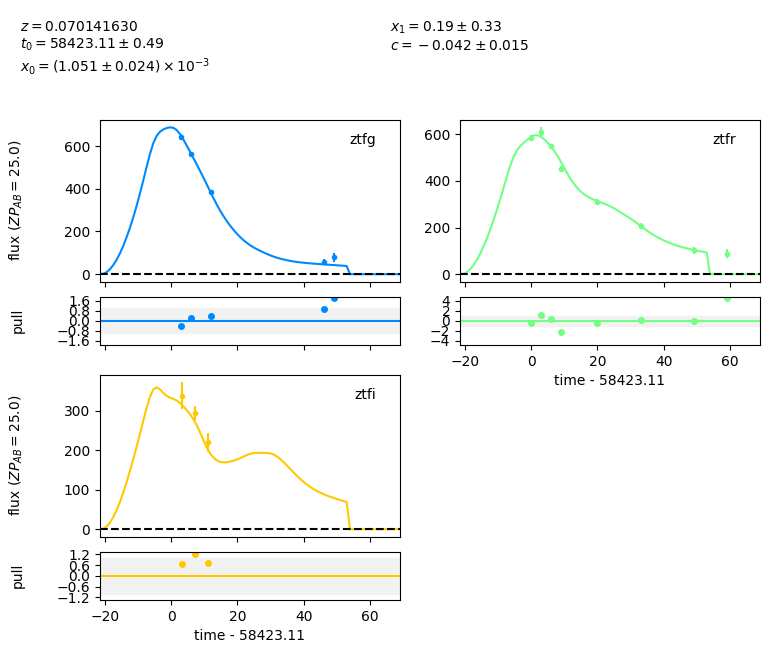 z = 0.070141630
t₀ = 58423.11 ± 0.49
x₀ = (1.051 ± 0.024) × 10⁻³
x₁ = 0.19 ± 0.33
c = −0.042 ± 0.015
flux (ZP_AB = 25.0)
600
400
200
0
ztfg
600
400
200
0
ztfr
pull
1.6
0.8
0.0
−0.8
−1.6
4
2
0
−2
−4
−20
0
20
40
60
time - 58423.11
flux (ZP_AB = 25.0)
300
200
100
0
ztfi
pull
1.2
0.6
0.0
−0.6
−1.2
−20
0
20
40
60
time - 58423.11